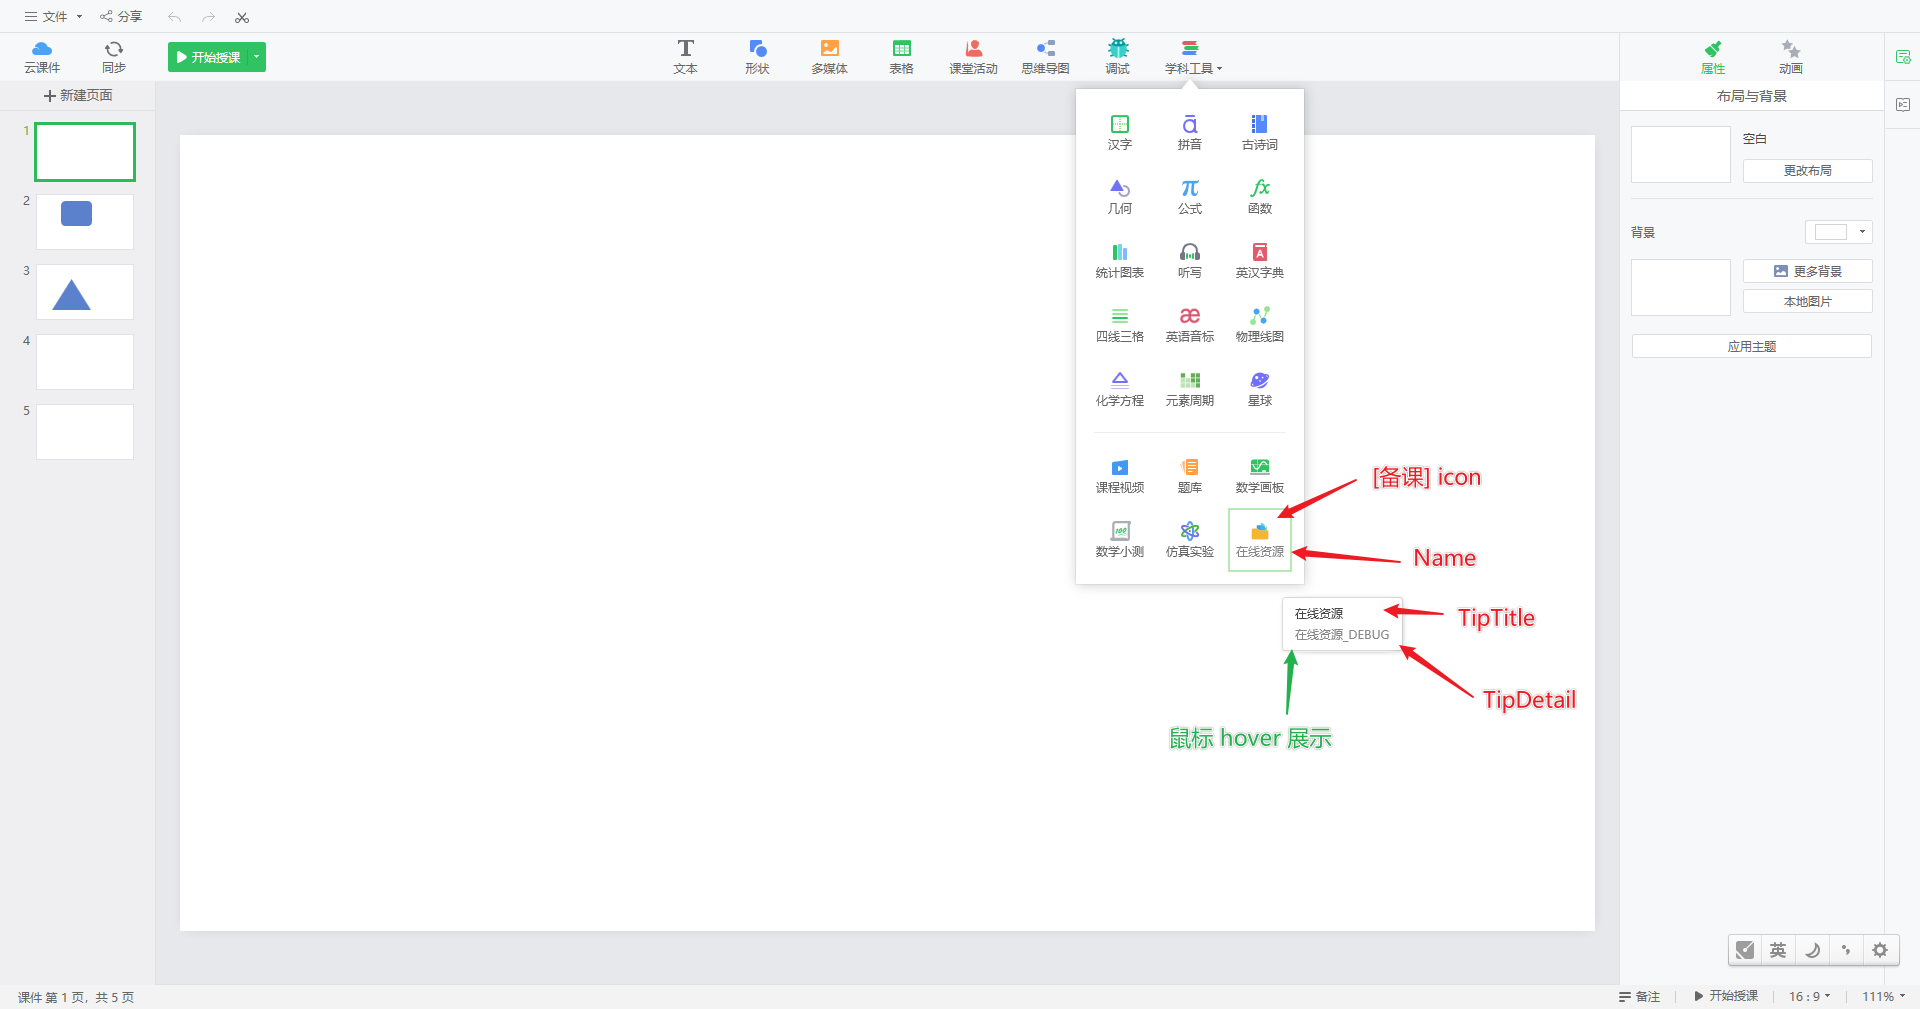 文件 分享
云课件 同步 开始授课
文本 形状 多媒体 表格 课堂活动 思维导图 调试 学科工具
属性 动画
新建页面
布局与背景
1
2
3
4
5
汉字 拼音 古诗词
几何 公式 函数
统计图表 听写 英汉字典
四线三格 英语音标 物理线图
化学方程 元素周期 星球
课程视频 题库 数学画板
数学小测 仿真实验 在线资源
[备课] icon
Name
在线资源
在线资源_DEBUG
TipTitle
TipDetail
鼠标 hover 展示
空白
更改布局
背景
更多背景
本地图片
应用主题
英
课件 第 1 页，共 5 页
备注 开始授课 16 : 9 111%